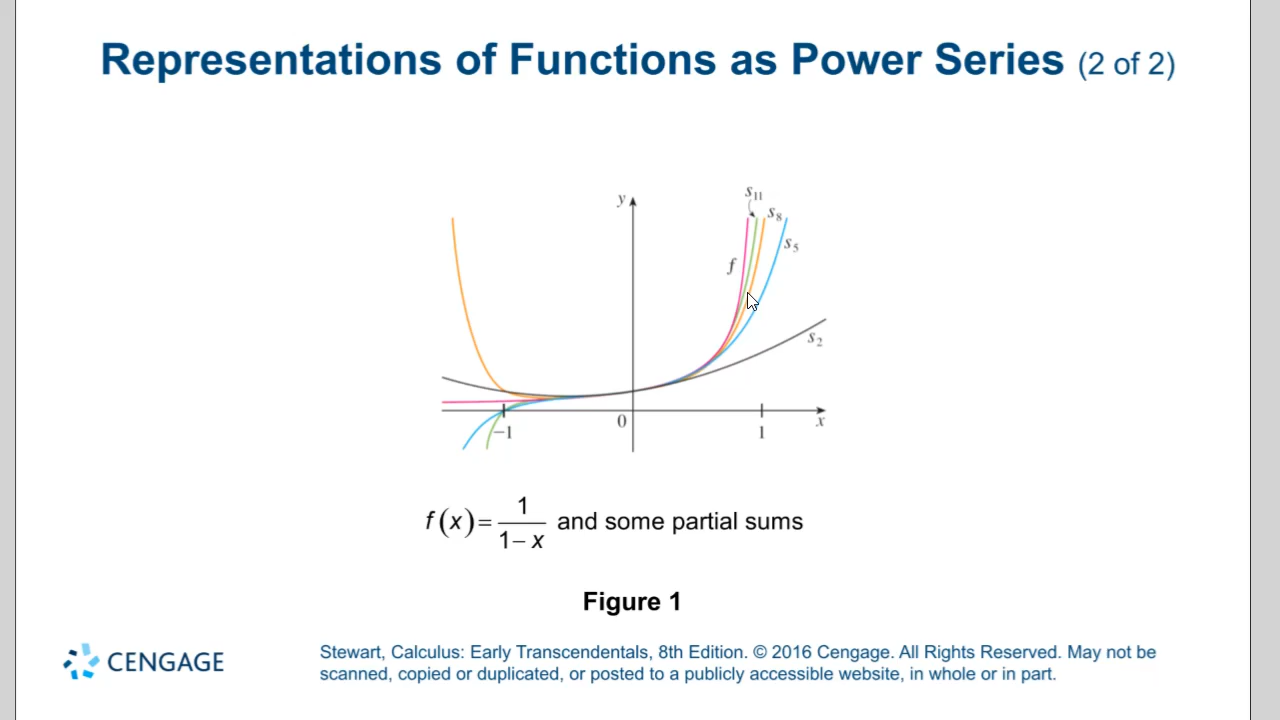 Representations of Functions as Power Series (2 of 2)
y
s₁₁
s₈
s₅
f
s₂
−1
0
1
x
f(x) = 1/(1− x) and some partial sums
Figure 1
CENGAGE
Stewart, Calculus: Early Transcendentals, 8th Edition. © 2016 Cengage. All Rights Reserved. May not be
scanned, copied or duplicated, or posted to a publicly accessible website, in whole or in part.